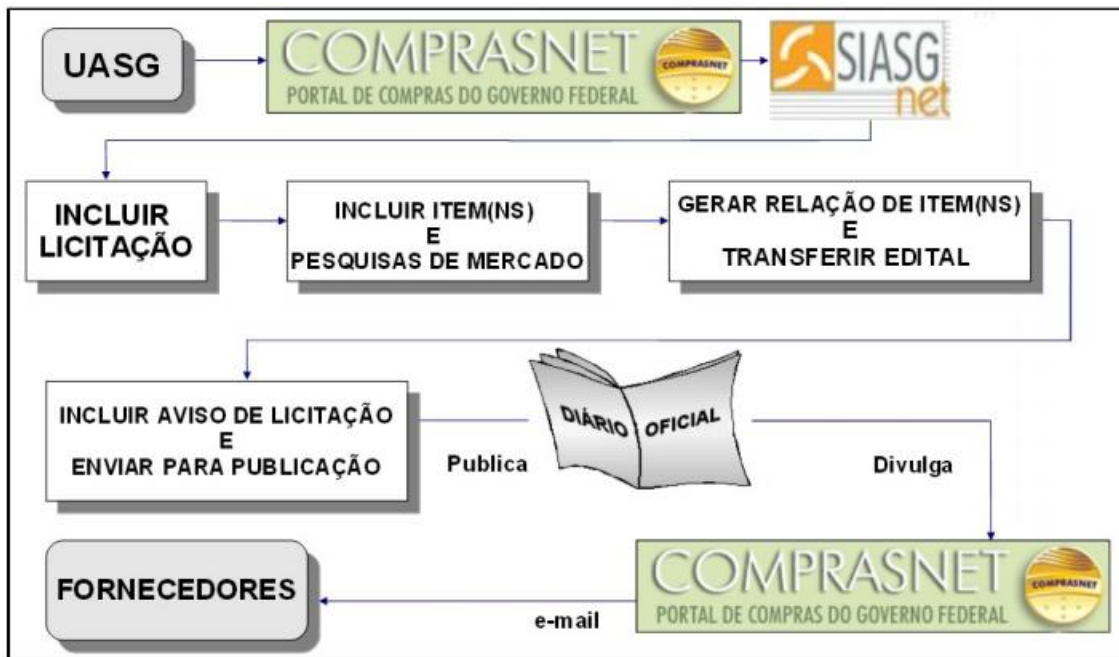 UASG
COMPRASNET
PORTAL DE COMPRAS DO GOVERNO FEDERAL
COMPRASNET
SIASG
net
INCLUIR
LICITAÇÃO
INCLUIR ITEM(NS)
E
PESQUISAS DE MERCADO
GERAR RELAÇÃO DE ITEM(NS)
E
TRANSFERIR EDITAL
INCLUIR AVISO DE LICITAÇÃO
E
ENVIAR PARA PUBLICAÇÃO
Publica
DIÁRIO OFICIAL
Divulga
FORNECEDORES
e-mail
COMPRASNET
PORTAL DE COMPRAS DO GOVERNO FEDERAL
COMPRASNET